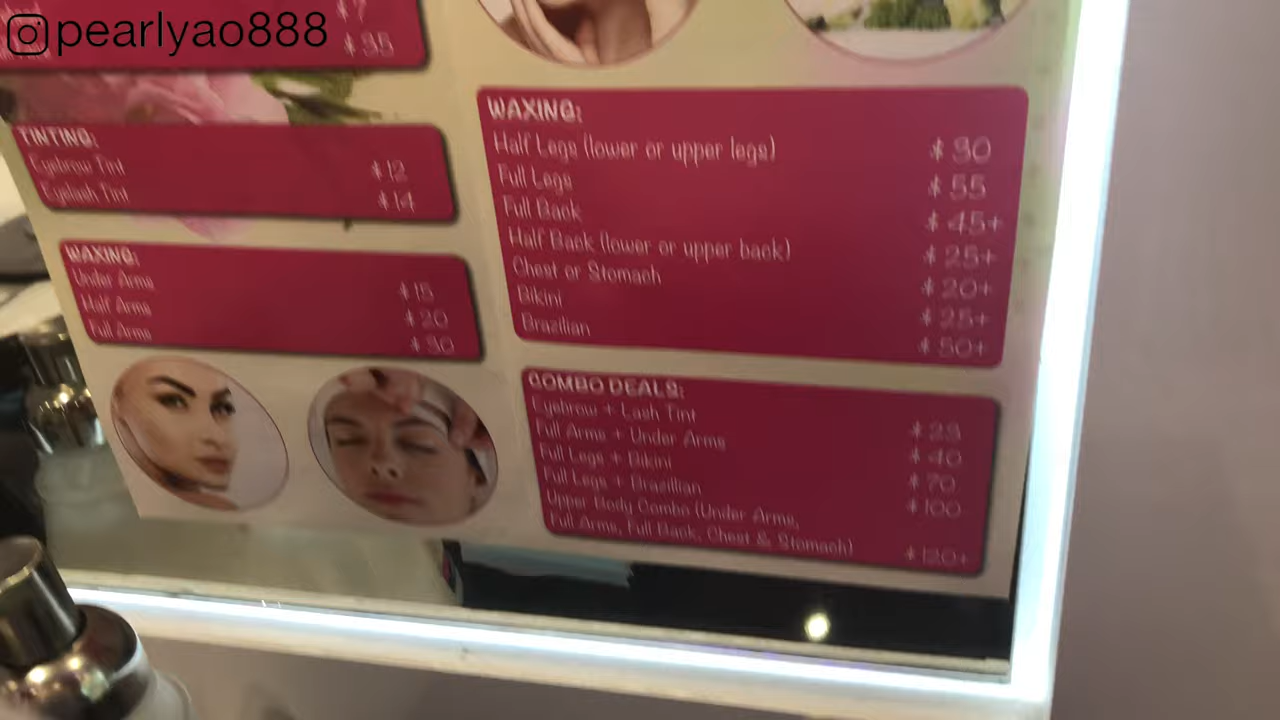 pearlyao888
$7
$35
TINTING:
Eyebrow Tint $12
Eyelash Tint $14
WAXING:
Under Arms $15
Half Arms $20
Full Arms $30
WAXING:
Half Legs (lower or upper legs) $30
Full Legs $55
Full Back $45+
Half Back (lower or upper back) $25+
Chest or Stomach $20+
Bikini $25+
Brazilian $50+
COMBO DEALS:
Eyebrow + Lash Tint $23
Full Arms + Under Arms $40
Full Legs + Bikini $70
Full Legs + Brazillian $100
Upper Body Combo (Under Arms,
Full Arms, Full Back, Chest & Stomach) $120+